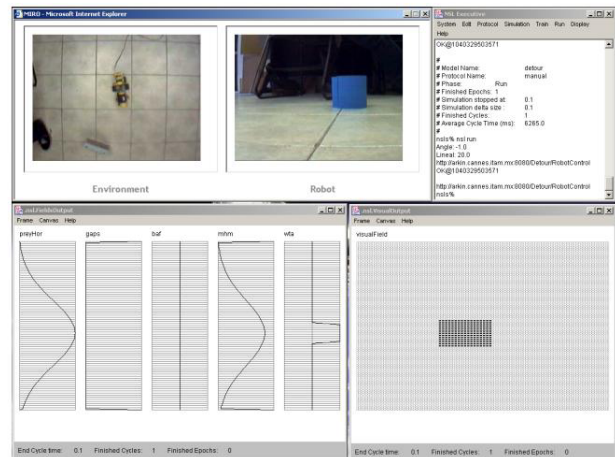 MIRO - Microsoft Internet Explorer
Environment
Robot
NSL Executive
System Edit Protocol Simulation Train Run Display
Help
OK@1040329503571
#
# Model Name: detour
# Protocol Name: manual
# Phase: Run
# Finished Epochs: 1
# Simulation stopped at: 0.1
# Simulation delta size : 0.1
# Finished Cycles: 1
# Average Cycle Time (ms): 6265.0
#
nsls% nsl run
Angle: -1.0
Lineal: 20.0
http://arkin.cannes.itam.mx:8080/Detour/RobotControl
OK@1040329503571
http://arkin.cannes.itam.mx:8080/Detour/RobotControl
nsls%
.nsl.FieldsOutput
Frame Canvas Help
preyHor gaps baf mhm wta
End Cycle time: 0.1 Finished Cycles: 1 Finished Epochs: 0
.nsl.VisualOutput
Frame Canvas Help
visualField
End Cycle time: 0.1 Finished Cycles: 1 Finished Epochs: 0